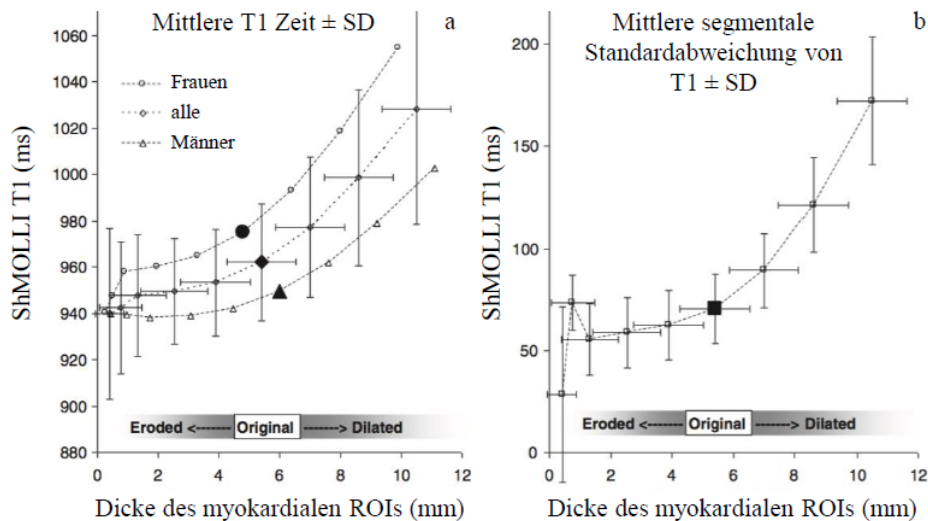 Mittlere T1 Zeit ± SD
a
Frauen
alle
Männer
ShMOLLI T1 (ms)
1060
1040
1020
1000
980
960
940
920
900
880
0
2
4
6
8
10
12
Eroded <------- Original -------> Dilated
Dicke des myokardialen ROIs (mm)
Mittlere segmentale
Standardabweichung von
T1 ± SD
b
ShMOLLI T1 (ms)
200
150
100
50
0
0
2
4
6
8
10
12
Eroded <------- Original -------> Dilated
Dicke des myokardialen ROIs (mm)